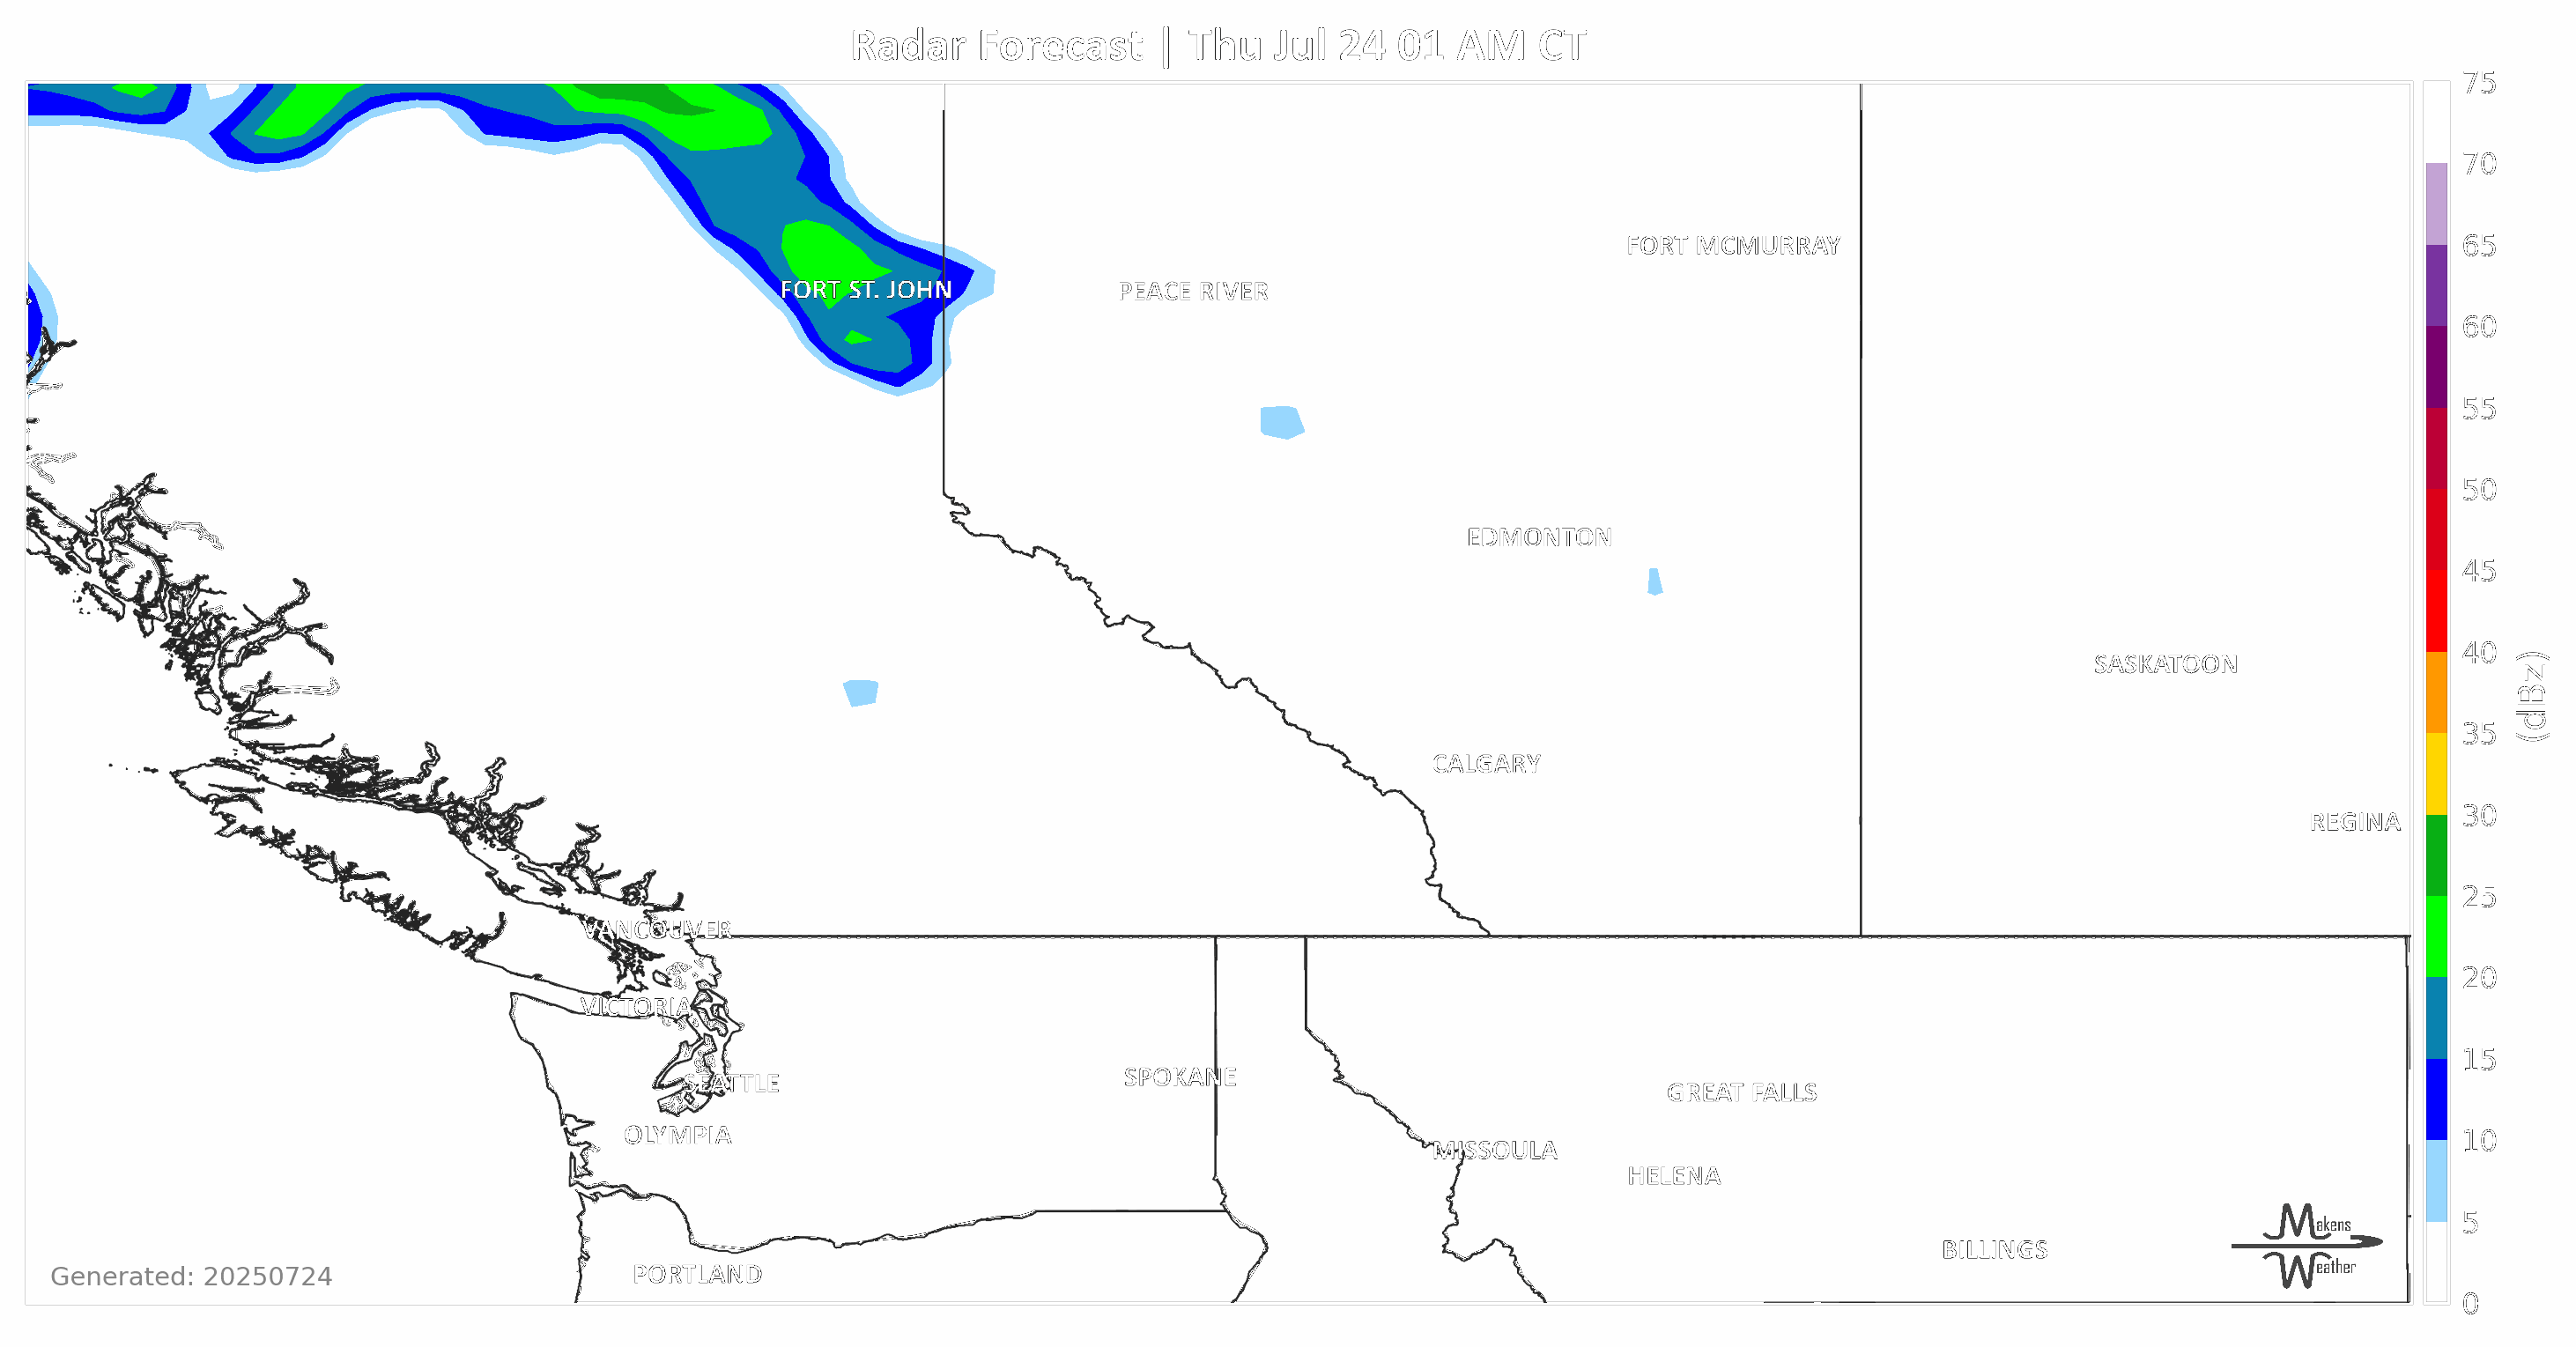 Radar Forecast | Thu Jul 24 01 AM CT
75
70
FORT MCMURRAY
65
FORT ST. JOHN
PEACE RIVER
60
55
50
EDMONTON
45
SASKATOON
40
(dBz)
35
CALGARY
REGINA
30
25
VANCOUVER
20
VICTORIA
15
SEATTLE
SPOKANE
GREAT FALLS
OLYMPIA
10
MISSOULA
HELENA
5
Makens
Weather
BILLINGS
PORTLAND
Generated: 20250724
0